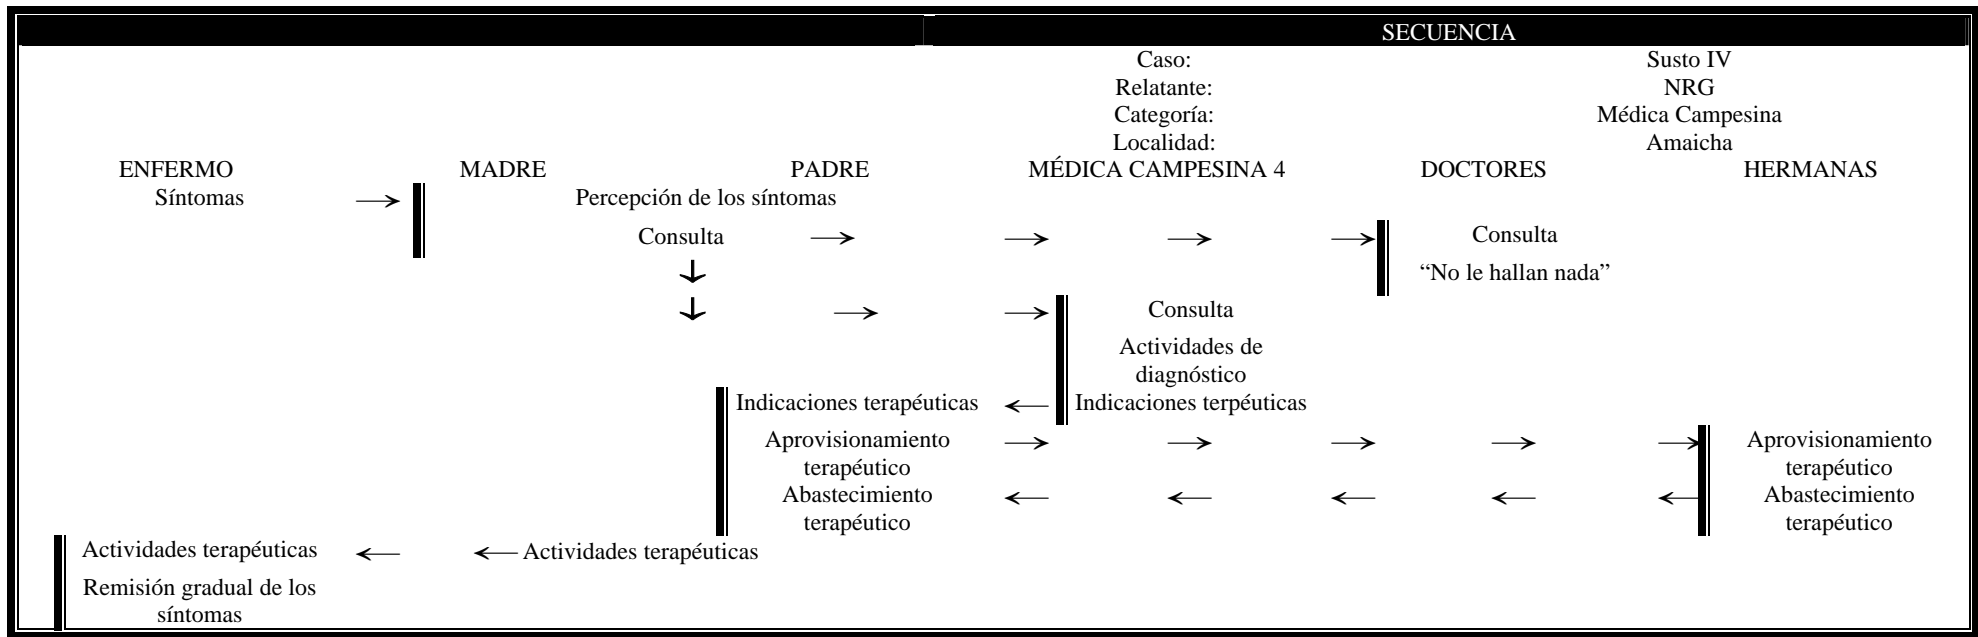 SECUENCIA
Caso: Susto IV
Relatante: NRG
Categoría: Médica Campesina
Localidad: Amaicha
ENFERMO MADRE PADRE MÉDICA CAMPESINA 4 DOCTORES HERMANAS
Síntomas → Percepción de los síntomas
Consulta → → → → Consulta
↓ “No le hallan nada”
↓ → → Consulta
Actividades de
diagnóstico
Indicaciones terapéuticas ← Indicaciones terpéuticas
Aprovisionamiento → → → → → Aprovisionamiento
terapéutico terapéutico
Abastecimiento ← ← ← ← ← Abastecimiento
terapéutico terapéutico
Actividades terapéuticas ← ← Actividades terapéuticas
Remisión gradual de los
síntomas